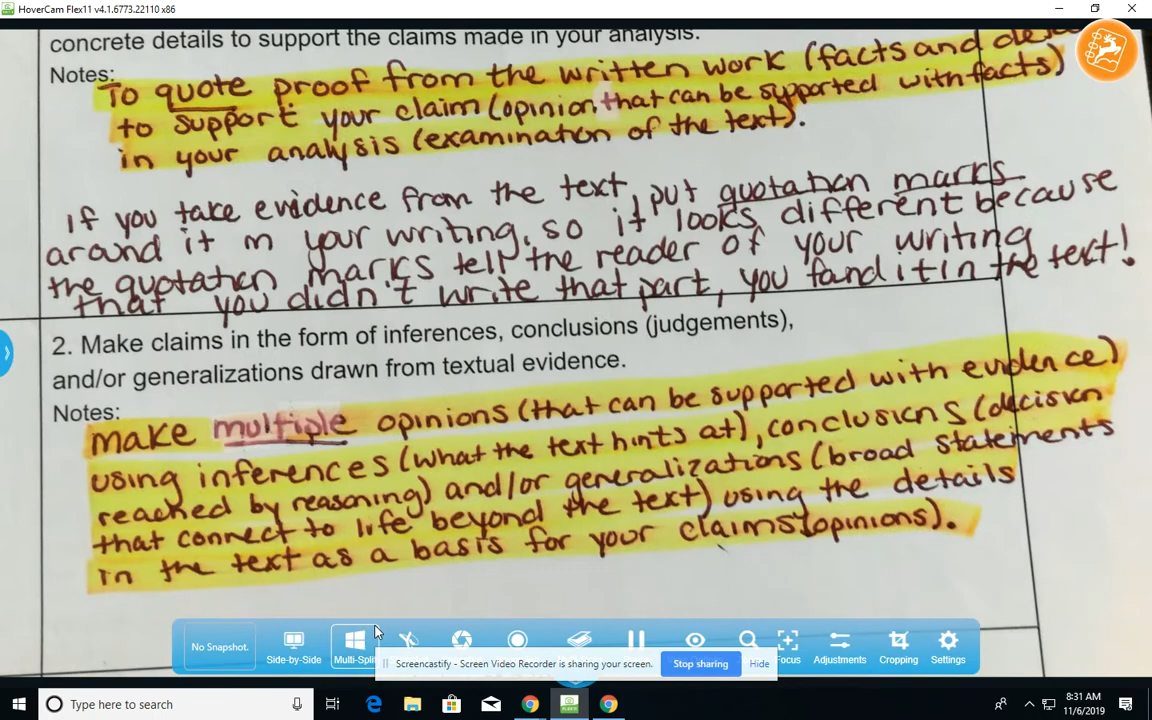 HoverCam Flex11 v4.1.6773.22110 x86
concrete details to support the claims made in your analysis.
Notes:
To quote proof from the written work (facts and
to support your claim (opinion that can be supported with facts)
in your analysis (examination of the text).
If you take evidence from the text, put quotation marks
around it in your writing, so it looks different because
the quotation marks tell the reader of your writing
that you didn't write that part, you found it in the text!
2. Make claims in the form of inferences, conclusions (judgements),
and/or generalizations drawn from textual evidence.
Notes:
make multiple opinions (that can be supported with evidence)
using inferences (what the text hints at), conclusions (decision
reached by reasoning) and/or generalizations (broad statements
that connect to life beyond the text) using the details
in the text as a basis for your claims (opinions).
No Snapshot.
Side-by-Side
Multi-Split
Focus
Adjustments
Cropping
Settings
Screencastify - Screen Video Recorder is sharing your screen.
Stop sharing
Hide
Type here to search
8:31 AM
11/6/2019